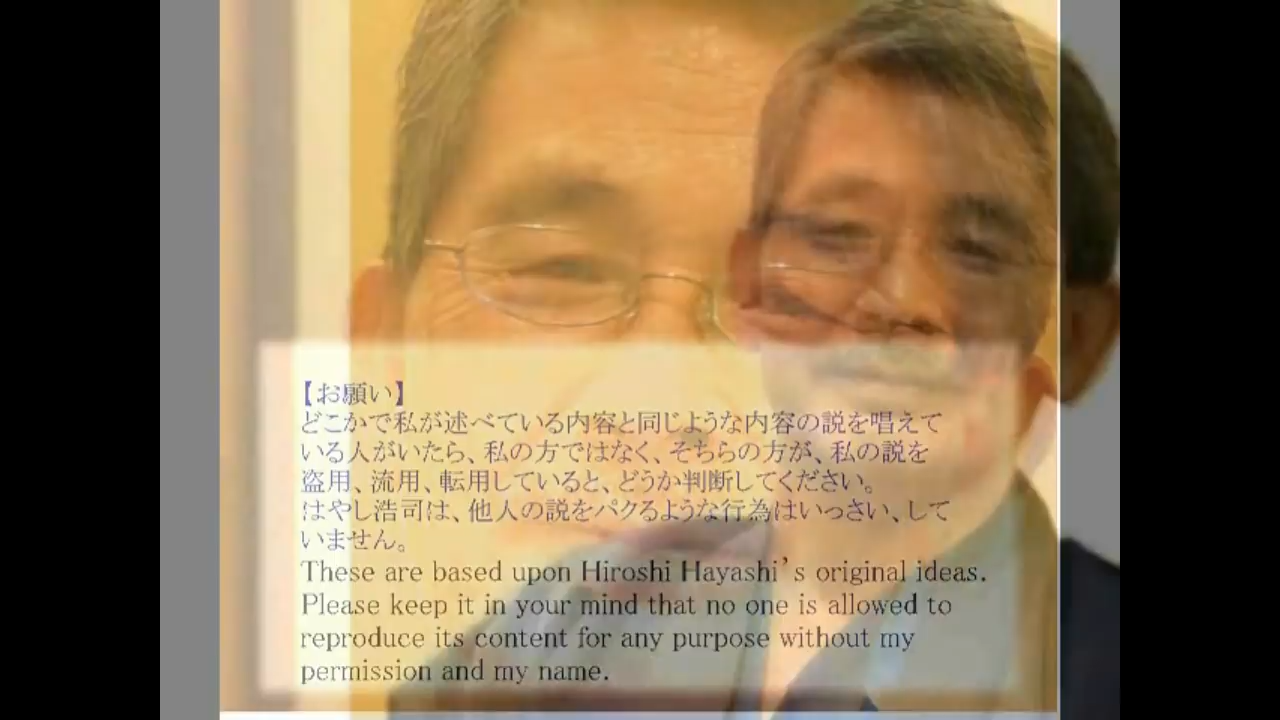 【お願い】
どこかで私が述べている内容と同じような内容の説を唱えて
いる人がいたら、私の方ではなく、そちらの方が、私の説を
盗用、流用、転用していると、どうか判断してください。
はやし浩司は、他人の説をパクるような行為はいっさい、して
いません。
These are based upon Hiroshi Hayashi’s original ideas.
Please keep it in your mind that no one is allowed to
reproduce its content for any purpose without my
permission and my name.